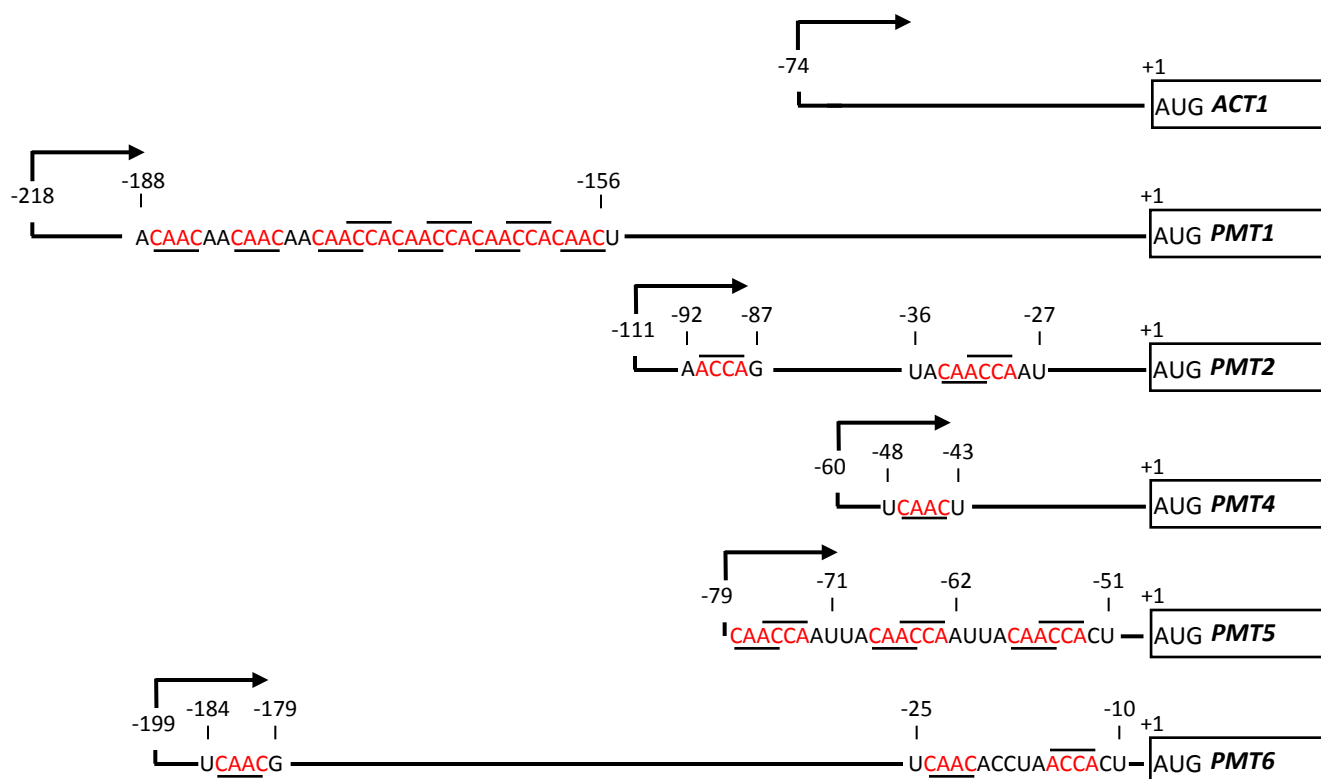 -74
+1
AUG ACT1
-218
-188
-156
+1
ACAACAACAACAACAACCACAACCACAACCACAACU
AUG PMT1
-111
-92
-87
-36
-27
+1
AACCAG
UACAACCAAU
AUG PMT2
-60
-48
-43
+1
UCAACU
AUG PMT4
-79
-71
-62
-51
+1
CAACCAAUUACAACCAAUUACAACCACU
AUG PMT5
-199
-184
-179
-25
-10
+1
UCAACG
UCAACACCUAACCACU
AUG PMT6